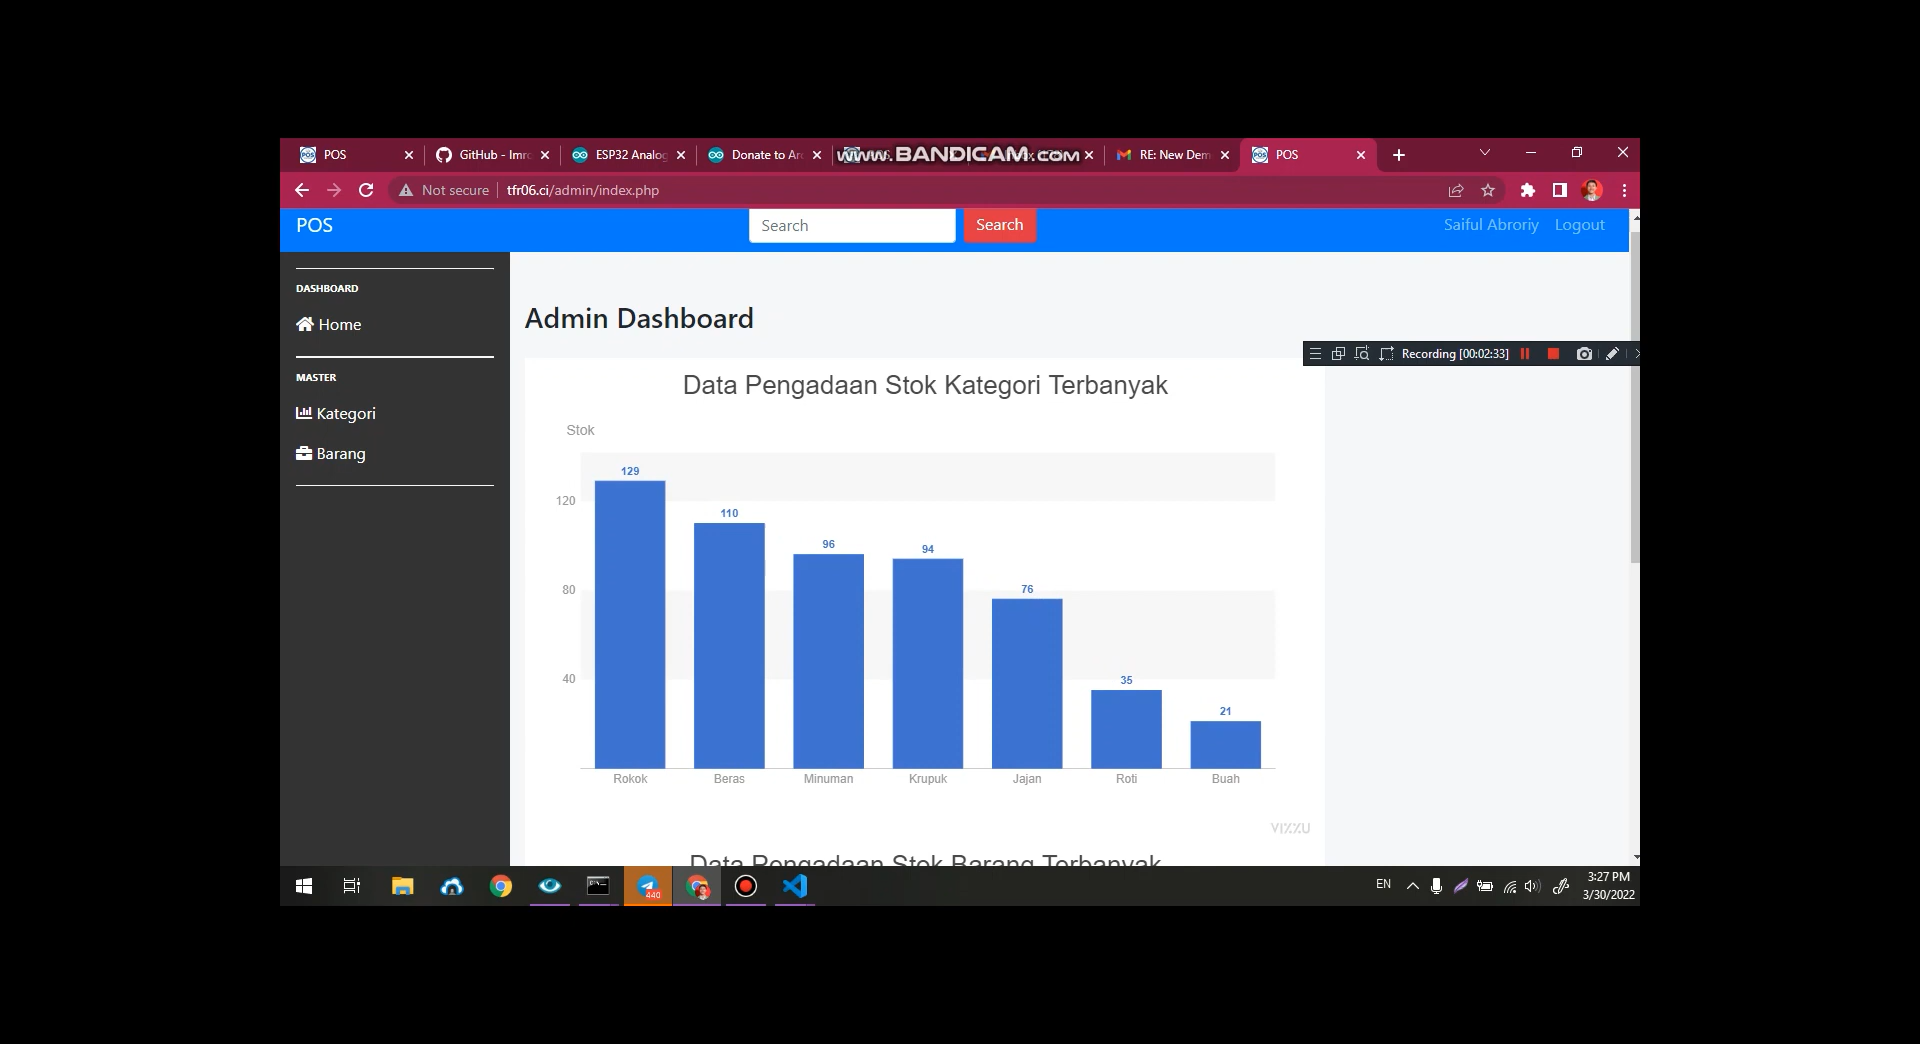 POS
GitHub - Imro
ESP32 Analog
Donate to Ar
www.BANDICAM.com
RE: New Dem
POS
Not secure
tfr06.ci/admin/index.php
POS
Search
Search
Saiful Abroriy
Logout
DASHBOARD
Home
MASTER
Kategori
Barang
Admin Dashboard
Recording [00:02:33]
Data Pengadaan Stok Kategori Terbanyak
Stok
120
80
40
129
110
96
94
76
35
21
Rokok
Beras
Minuman
Krupuk
Jajan
Roti
Buah
VIZZU
Data Pengadaan Stok Barang Terbanyak
440
EN
3:27 PM
3/30/2022